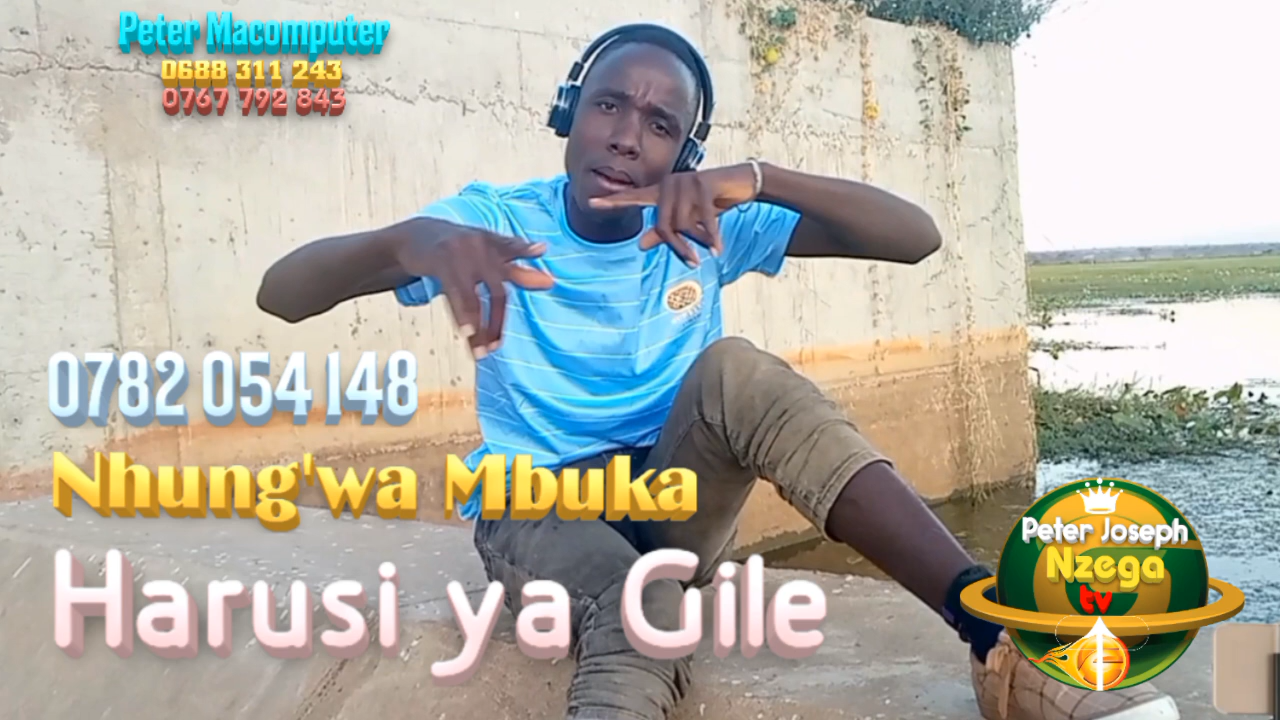 Peter Macomputer
0688 311 243
0767 792 843
0782 054 148
Nhung'wa Mbuka
Harusi ya Gile
Peter Joseph
Nzega
tv